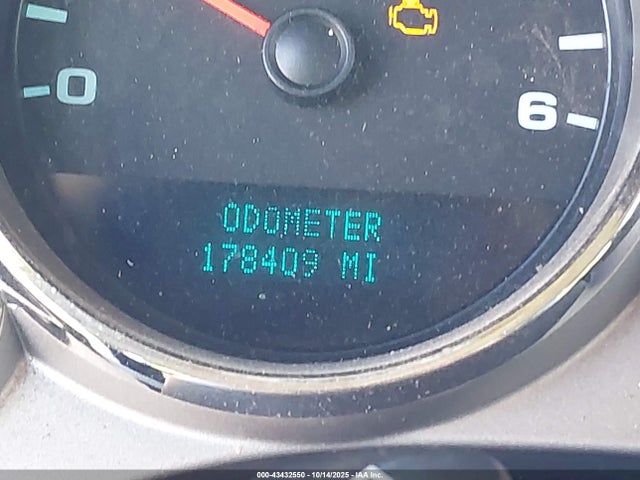 0
6
ODOMETER
178409 MI
000-43432550 - 10/14/2025 - IAA Inc.